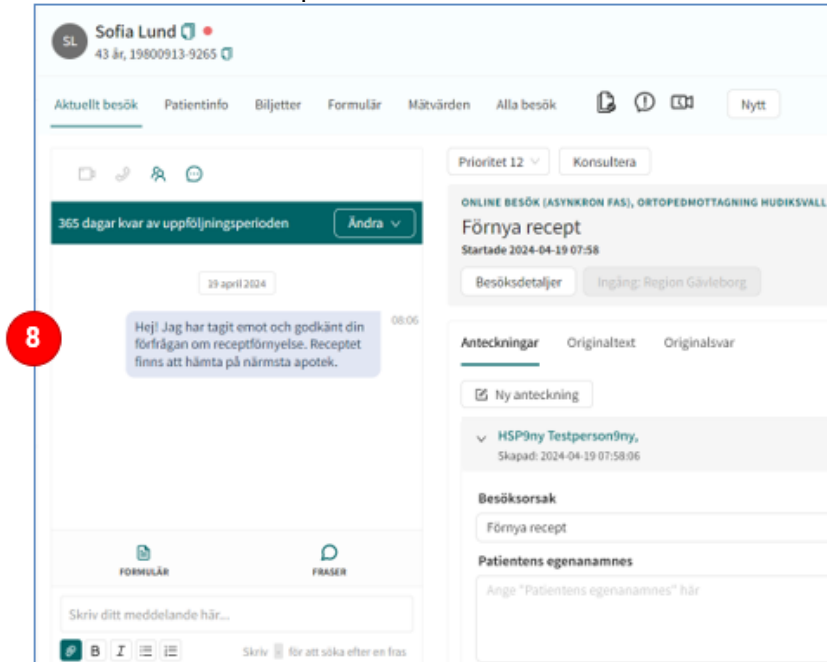 SL
Sofia Lund
43 år, 19800913-9265
Aktuellt besök Patientinfo Biljetter Formulär Mätvärden Alla besök Nytt
365 dagar kvar av uppföljningsperioden Ändra
19 april 2024
8
Hej! Jag har tagit emot och godkänt din
förfrågan om receptförnyelse. Receptet
finns att hämta på närmsta apotek.
08:06
FORMULÄR FRASER
Skriv ditt meddelande här...
B I
Skriv för att söka efter en fras
Prioritet 12 Konsultera
ONLINE BESÖK (ASYNKRON FAS), ORTOPEDMOTTAGNING HUDIKSVALL
Förnya recept
Startade 2024-04-19 07:58
Besöksdetaljer Ingång: Region Gävleborg
Anteckningar Originaltext Originalsvar
Ny anteckning
HSP9ny Testperson9ny,
Skapad: 2024-04-19 07:58:06
Besöksorsak
Förnya recept
Patientens egenanamnes
Ange "Patientens egenanamnes" här